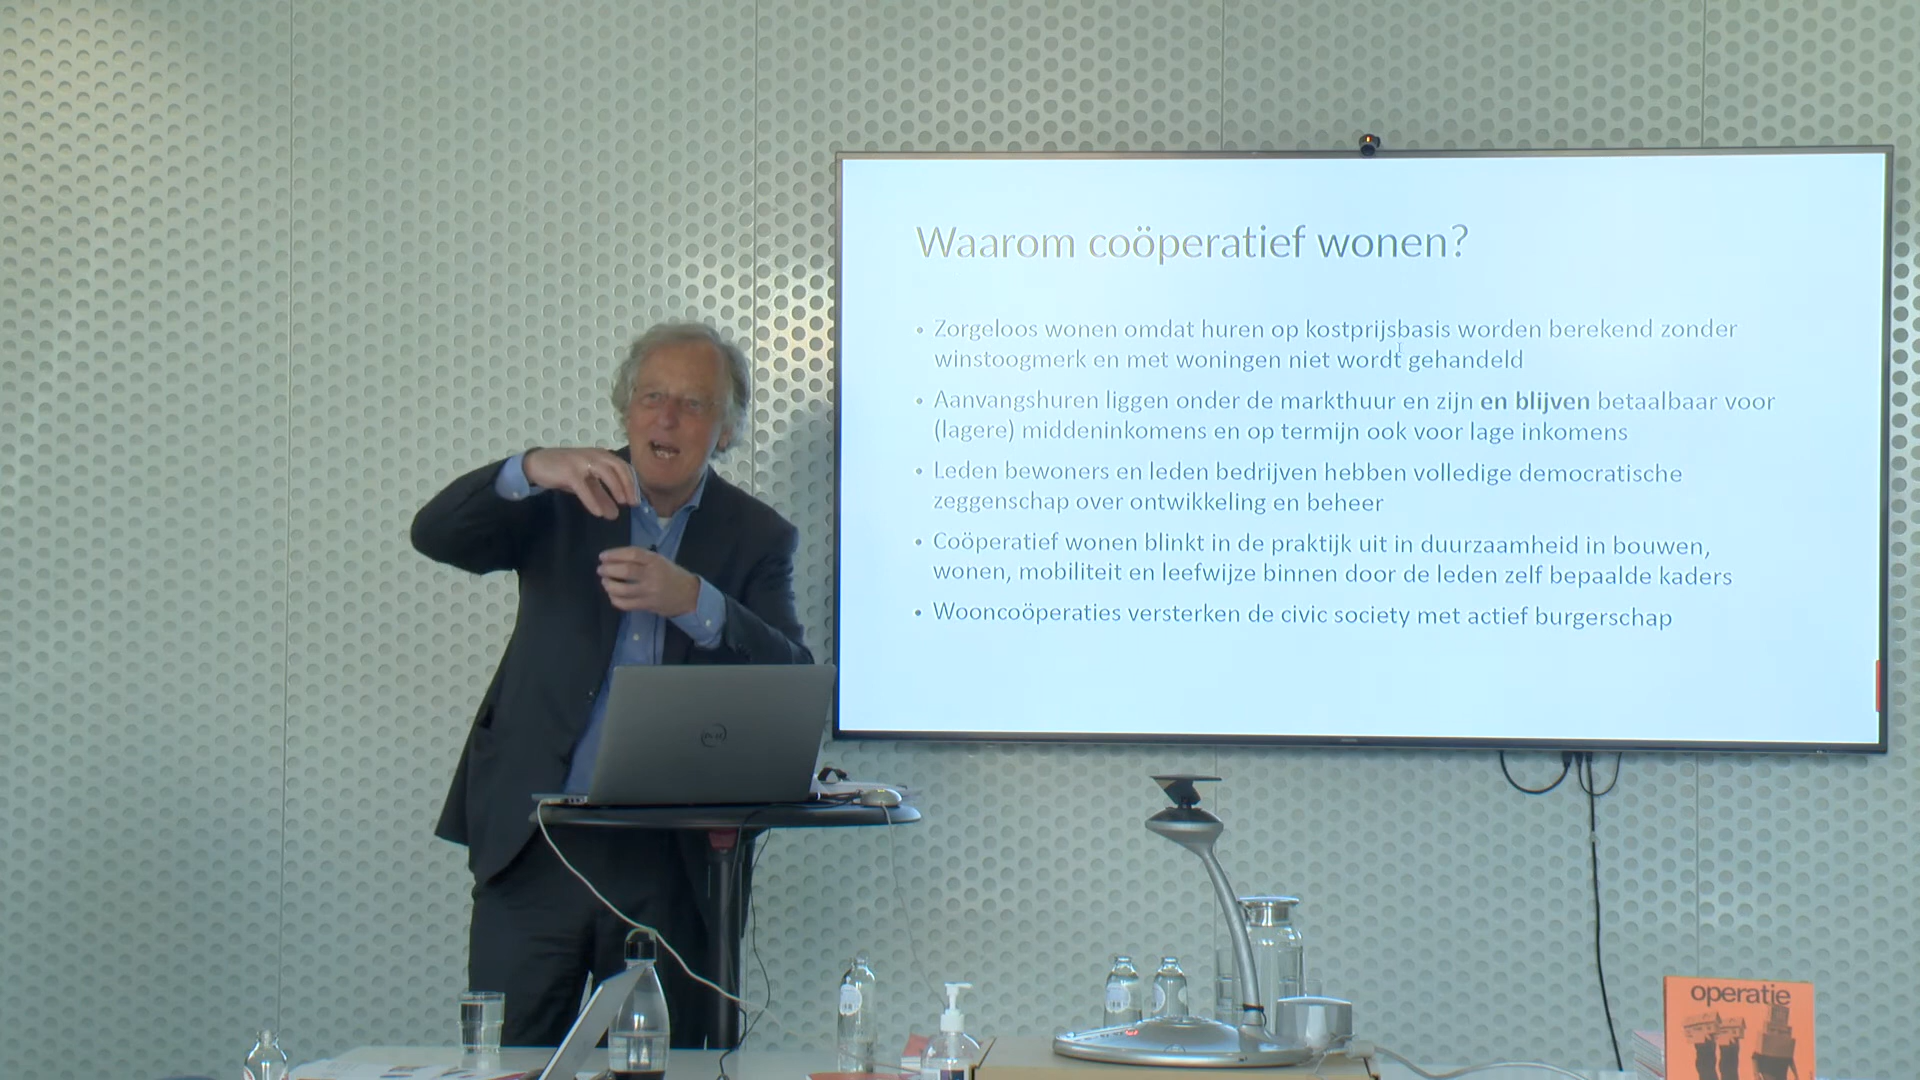 Waarom coöperatief wonen?
• Zorgeloos wonen omdat huren op kostprijsbasis worden berekend zonder
winstoogmerk en met woningen niet wordt gehandeld
• Aanvangshuren liggen onder de markthuur en zijn en blijven betaalbaar voor
(lagere) middeninkomens en op termijn ook voor lage inkomens
• Leden bewoners en leden bedrijven hebben volledige democratische
zeggenschap over ontwikkeling en beheer
• Coöperatief wonen blinkt in de praktijk uit in duurzaamheid in bouwen,
wonen, mobiliteit en leefwijze binnen door de leden zelf bepaalde kaders
• Wooncoöperaties versterken de civic society met actief burgerschap
DELL
operatie